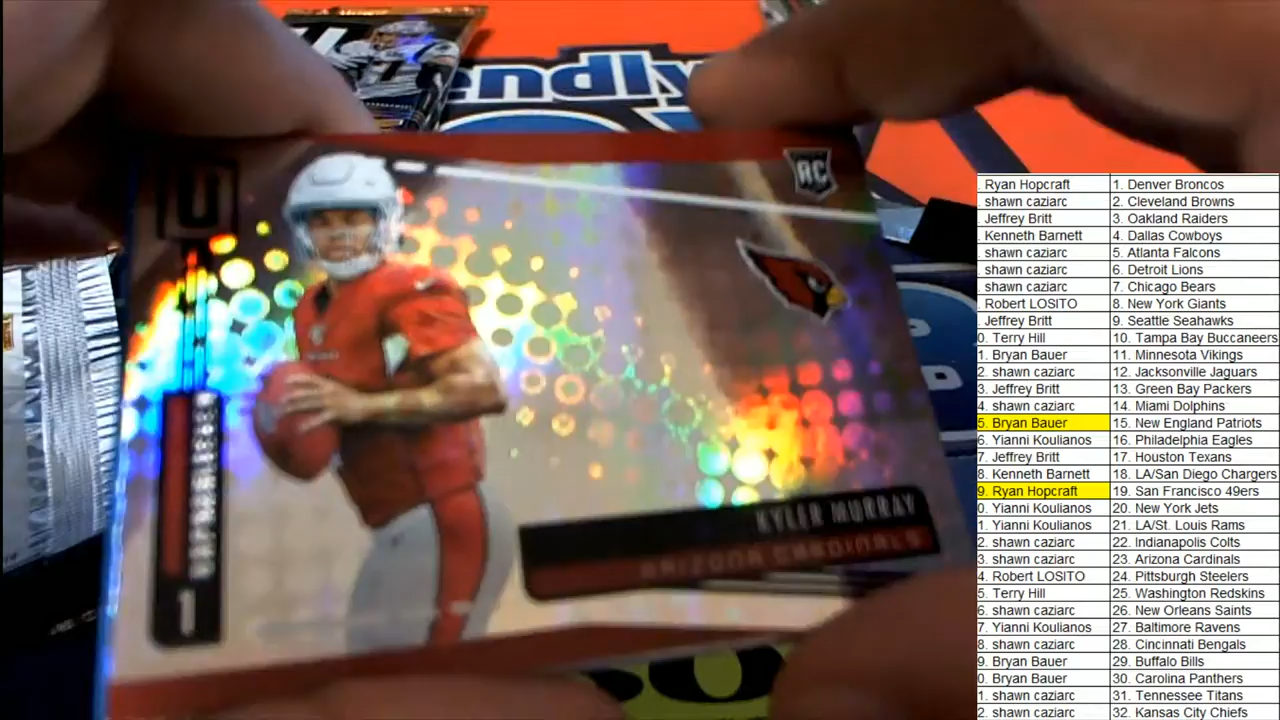 endly
RC
KYLER MURRAY
ARIZONA CARDINALS
UNPARALLELED
1
. Ryan Hopcraft 1. Denver Broncos
. shawn caziarc 2. Cleveland Browns
. Jeffrey Britt 3. Oakland Raiders
Kenneth Barnett 4. Dallas Cowboys
. shawn caziarc 5. Atlanta Falcons
. shawn caziarc 6. Detroit Lions
. shawn caziarc 7. Chicago Bears
. Robert LOSITO 8. New York Giants
. Jeffrey Britt 9. Seattle Seahawks
0. Terry Hill 10. Tampa Bay Buccaneers
1. Bryan Bauer 11. Minnesota Vikings
2. shawn caziarc 12. Jacksonville Jaguars
3. Jeffrey Britt 13. Green Bay Packers
4. shawn caziarc 14. Miami Dolphins
5. Bryan Bauer 15. New England Patriots
6. Yianni Koulianos 16. Philadelphia Eagles
7. Jeffrey Britt 17. Houston Texans
8. Kenneth Barnett 18. LA/San Diego Chargers
9. Ryan Hopcraft 19. San Francisco 49ers
0. Yianni Koulianos 20. New York Jets
1. Yianni Koulianos 21. LA/St. Louis Rams
2. shawn caziarc 22. Indianapolis Colts
3. shawn caziarc 23. Arizona Cardinals
4. Robert LOSITO 24. Pittsburgh Steelers
5. Terry Hill 25. Washington Redskins
6. shawn caziarc 26. New Orleans Saints
7. Yianni Koulianos 27. Baltimore Ravens
8. shawn caziarc 28. Cincinnati Bengals
9. Bryan Bauer 29. Buffalo Bills
0. Bryan Bauer 30. Carolina Panthers
1. shawn caziarc 31. Tennessee Titans
2. shawn caziarc 32. Kansas City Chiefs